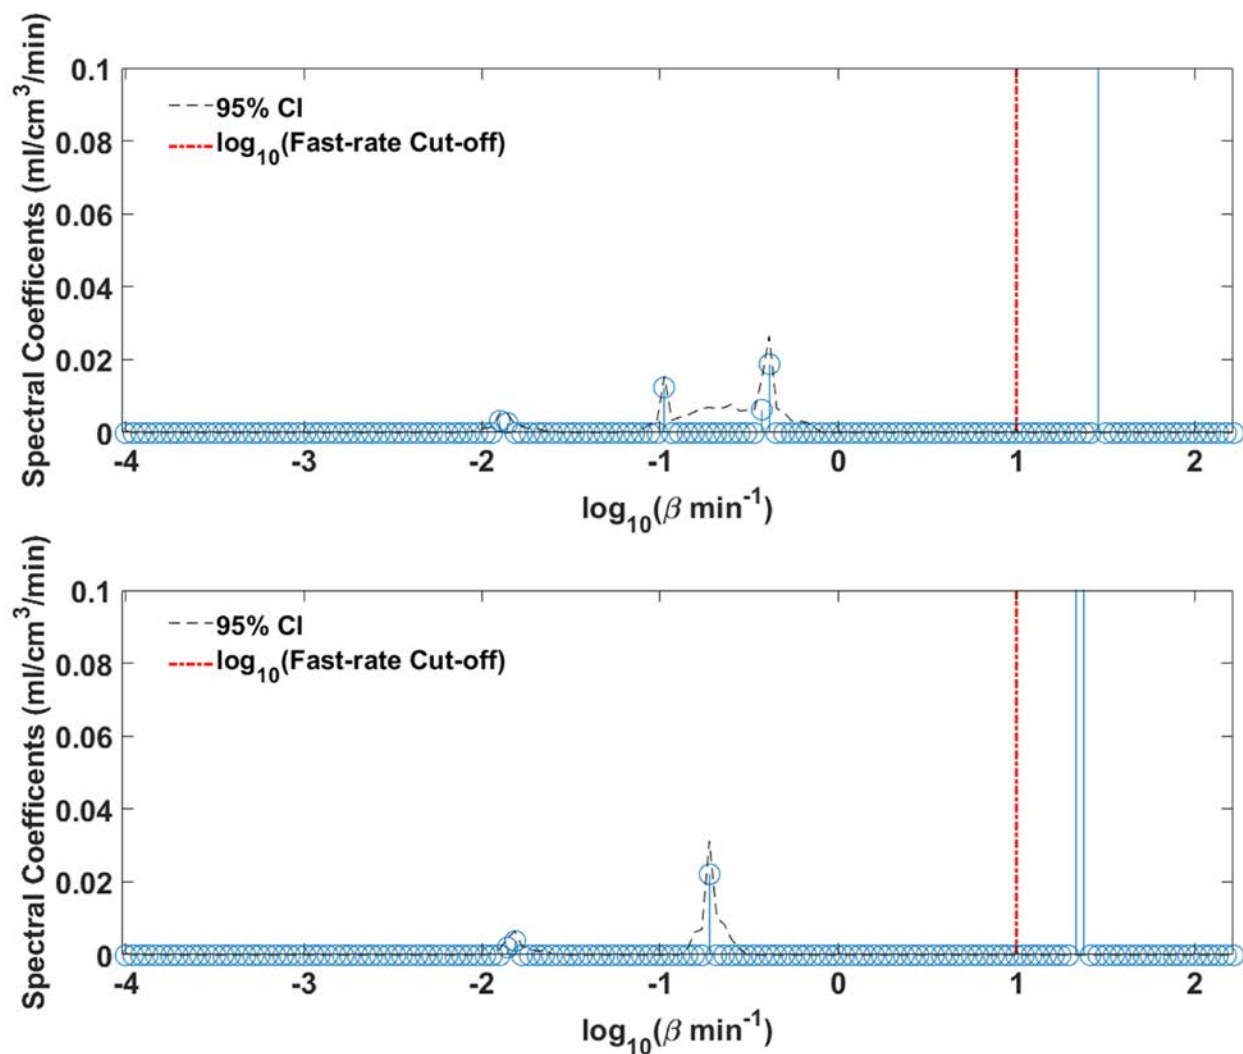 Spectral Coefficents (ml/cm³/min)
0.1
0.08
0.06
0.04
0.02
0
95% CI
log₁₀(Fast-rate Cut-off)
-4 -3 -2 -1 0 1 2
log₁₀(β min⁻¹)
Spectral Coefficents (ml/cm³/min)
0.1
0.08
0.06
0.04
0.02
0
95% CI
log₁₀(Fast-rate Cut-off)
-4 -3 -2 -1 0 1 2
log₁₀(β min⁻¹)